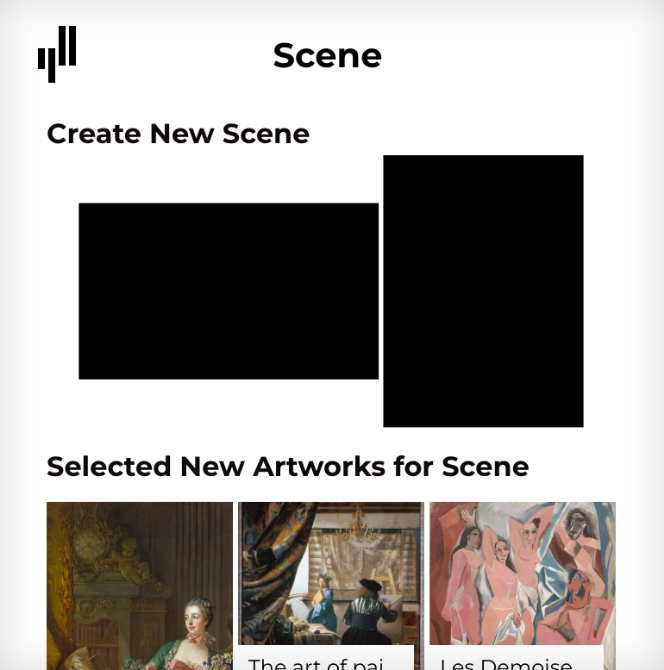 Scene
Create New Scene
Selected New Artworks for Scene
The art of pai
Les Demoise